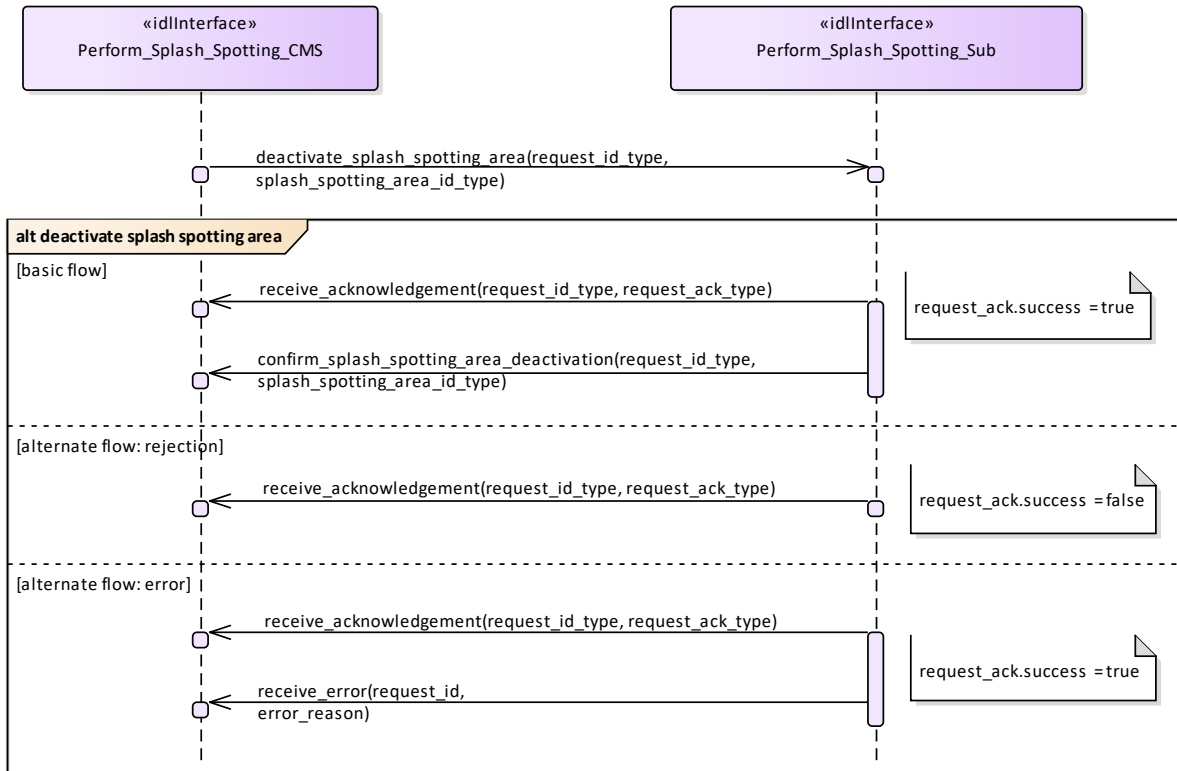 «idlInterface»
Perform_Splash_Spotting_CMS
«idlInterface»
Perform_Splash_Spotting_Sub
deactivate_splash_spotting_area(request_id_type,
splash_spotting_area_id_type)
alt deactivate splash spotting area
[basic flow]
receive_acknowledgement(request_id_type, request_ack_type)
request_ack.success = true
confirm_splash_spotting_area_deactivation(request_id_type,
splash_spotting_area_id_type)
[alternate flow: rejection]
receive_acknowledgement(request_id_type, request_ack_type)
request_ack.success = false
[alternate flow: error]
receive_acknowledgement(request_id_type, request_ack_type)
request_ack.success = true
receive_error(request_id,
error_reason)